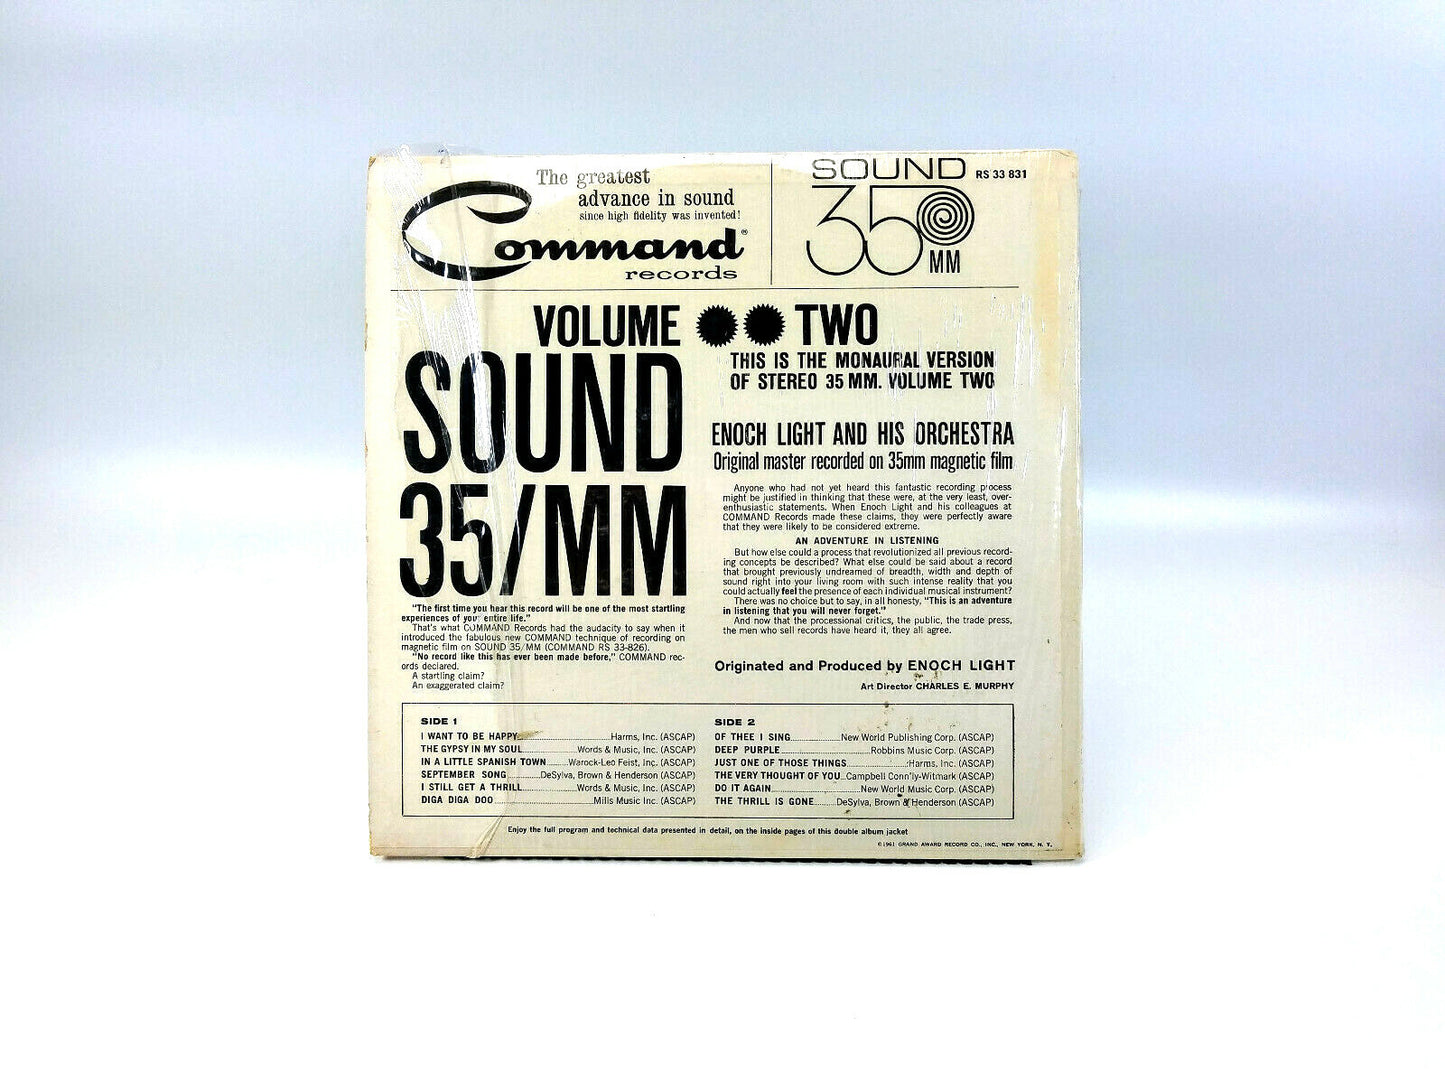 The greatest
advance in sound
since high fidelity was invented!
Command®
records
SOUND
35
MM
RS 33 831
VOLUME TWO
SOUND
35/MM
THIS IS THE MONAURAL VERSION
OF STEREO 35 MM. VOLUME TWO
ENOCH LIGHT AND HIS ORCHESTRA
Original master recorded on 35mm magnetic film
"The first time you hear this record will be one of the most startling
experiences of your entire life."
That's what COMMAND Records had the audacity to say when it
introduced the fabulous new COMMAND technique of recording on
magnetic film on SOUND 35/MM (COMMAND RS 33-826).
"No record like this has ever been made before," COMMAND rec-
ords declared.
A startling claim?
An exaggerated claim?
Anyone who had not yet heard this fantastic recording process
might be justified in thinking that these were, at the very least, over-
enthusiastic statements. When Enoch Light and his colleagues at
COMMAND Records made these claims, they were perfectly aware
that they were likely to be considered extreme.
AN ADVENTURE IN LISTENING
But how else could a process that revolutionized all previous record-
ing concepts be described? What else could be said about a record
that brought previously undreamed of breadth, width and depth of
sound right into your living room with such intense reality that you
could actually feel the presence of each individual musical instrument?
There was no choice but to say, in all honesty, "This is an adventure
in listening that you will never forget."
And now that the processional critics, the public, the trade press,
the men who sell records have heard it, they all agree.
Originated and Produced by ENOCH LIGHT
Art Director CHARLES E. MURPHY
SIDE 1
I WANT TO BE HAPPY Harms, Inc. (ASCAP)
THE GYPSY IN MY SOUL Words & Music, Inc. (ASCAP)
IN A LITTLE SPANISH TOWN Warock-Leo Feist, Inc. (ASCAP)
SEPTEMBER SONG DeSylva, Brown & Henderson (ASCAP)
I STILL GET A THRILL Words & Music, Inc. (ASCAP)
DIGA DIGA DOO Mills Music Inc. (ASCAP)
SIDE 2
OF THEE I SING New World Publishing Corp. (ASCAP)
DEEP PURPLE Robbins Music Corp. (ASCAP)
JUST ONE OF THOSE THINGS Harms, Inc. (ASCAP)
THE VERY THOUGHT OF YOU Campbell Conn'ly-Witmark (ASCAP)
DO IT AGAIN New World Music Corp. (ASCAP)
THE THRILL IS GONE DeSylva, Brown & Henderson (ASCAP)
Enjoy the full program and technical data presented in detail, on the inside pages of this double album jacket
©1961 GRAND AWARD RECORD CO., INC., NEW YORK, N. Y.